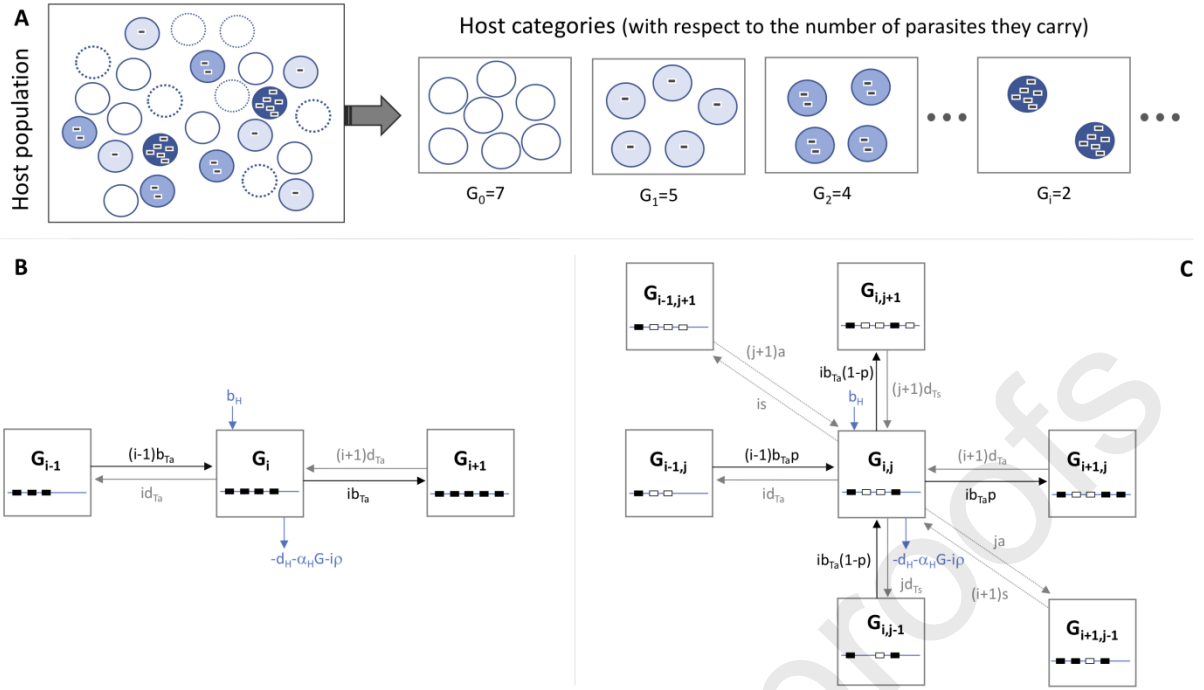 A
Host population
Host categories (with respect to the number of parasites they carry)
G0=7
G1=5
G2=4
Gi=2
B
bH
Gi-1
(i-1)bTa
idTa
Gi
(i+1)dTa
ibTa
Gi+1
-dH-αHG-iρ
C
Gi-1,j+1
Gi,j+1
(j+1)a
is
ibTa(1-p)
(j+1)dTs
bH
Gi-1,j
(i-1)bTap
idTa
Gi,j
(i+1)dTa
ibTap
Gi+1,j
ibTa(1-p)
-dH-αHG-iρ
jdTs
ja
(i+1)s
Gi,j-1
Gi+1,j-1
proofs